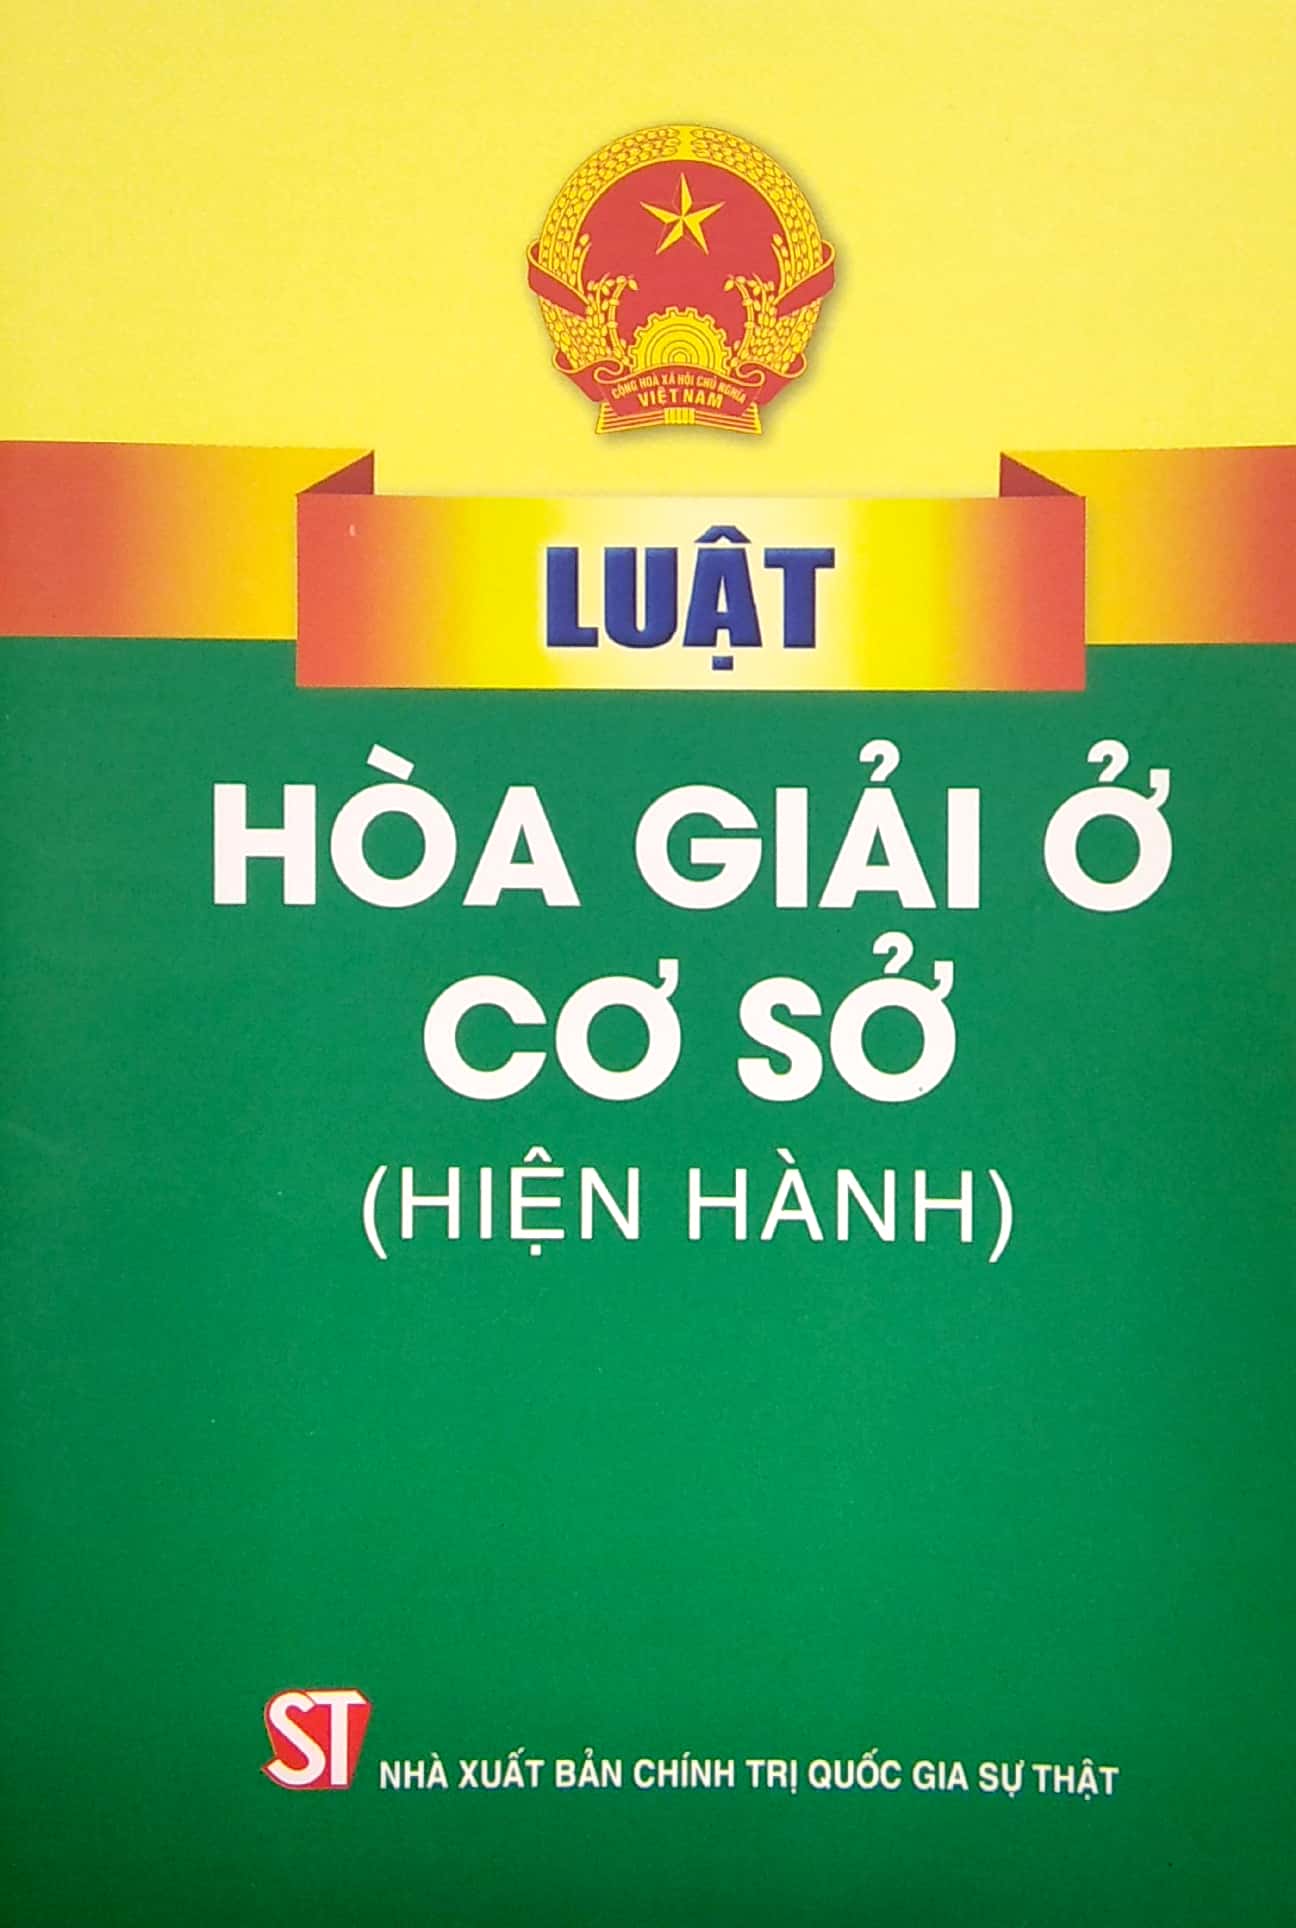 CỘNG HOÀ XÃ HỘI CHỦ NGHĨA
VIỆT NAM
LUẬT
HÒA GIẢI Ở
CƠ SỞ
(HIỆN HÀNH)
ST
NHÀ XUẤT BẢN CHÍNH TRỊ QUỐC GIA SỰ THẬT